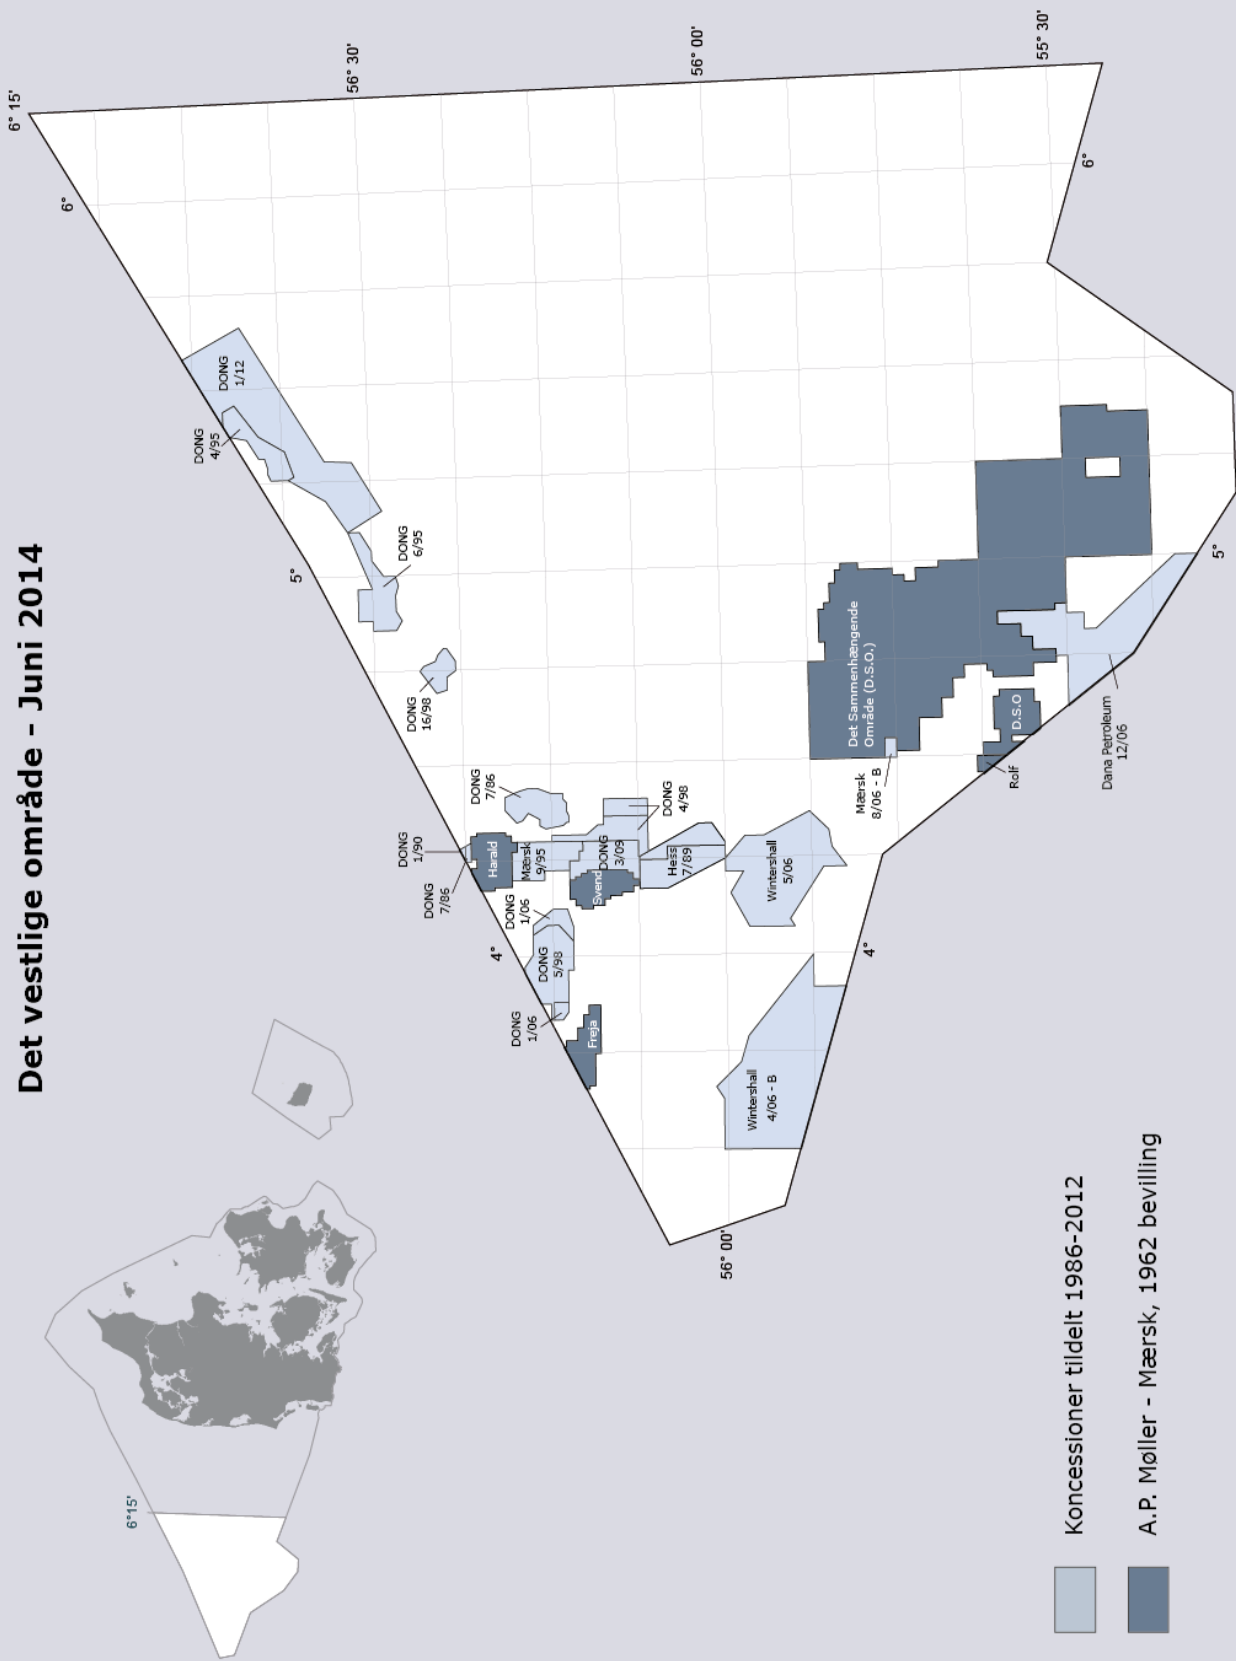 Det vestlige område - Juni 2014
6°15'
6° 15'
6°
5°
4°
56° 30'
56° 00'
55° 30'
6°
5°
4°
56° 00'
DONG
1/12
DONG
4/95
DONG
6/95
DONG
16/98
DONG
7/86
DONG
1/90
DONG
7/86
Harald
Mærsk
9/95
DONG
4/98
DONG
3/09
Svend
Hess
7/89
DONG
1/06
DONG
5/98
DONG
1/06
Freja
Wintershall
5/06
Wintershall
4/06 - B
Det Sammenhængende
Område (D.S.O.)
Mærsk
8/06 - B
D.S.O
Rolf
Dana Petroleum
12/06
Koncessioner tildelt 1986-2012
A.P. Møller - Mærsk, 1962 bevilling